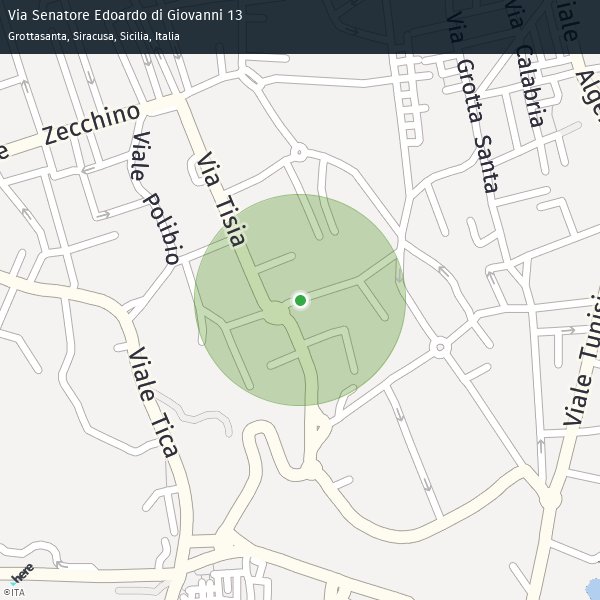 Via Senatore Edoardo di Giovanni 13
Grottasanta, Siracusa, Sicilia, Italia
Viale Alger
Via Calabria
Via Grotta Santa
e Zecchino
Viale Polibio
Via Tisia
Viale Tunisi
Viale Tica
here
©ITA